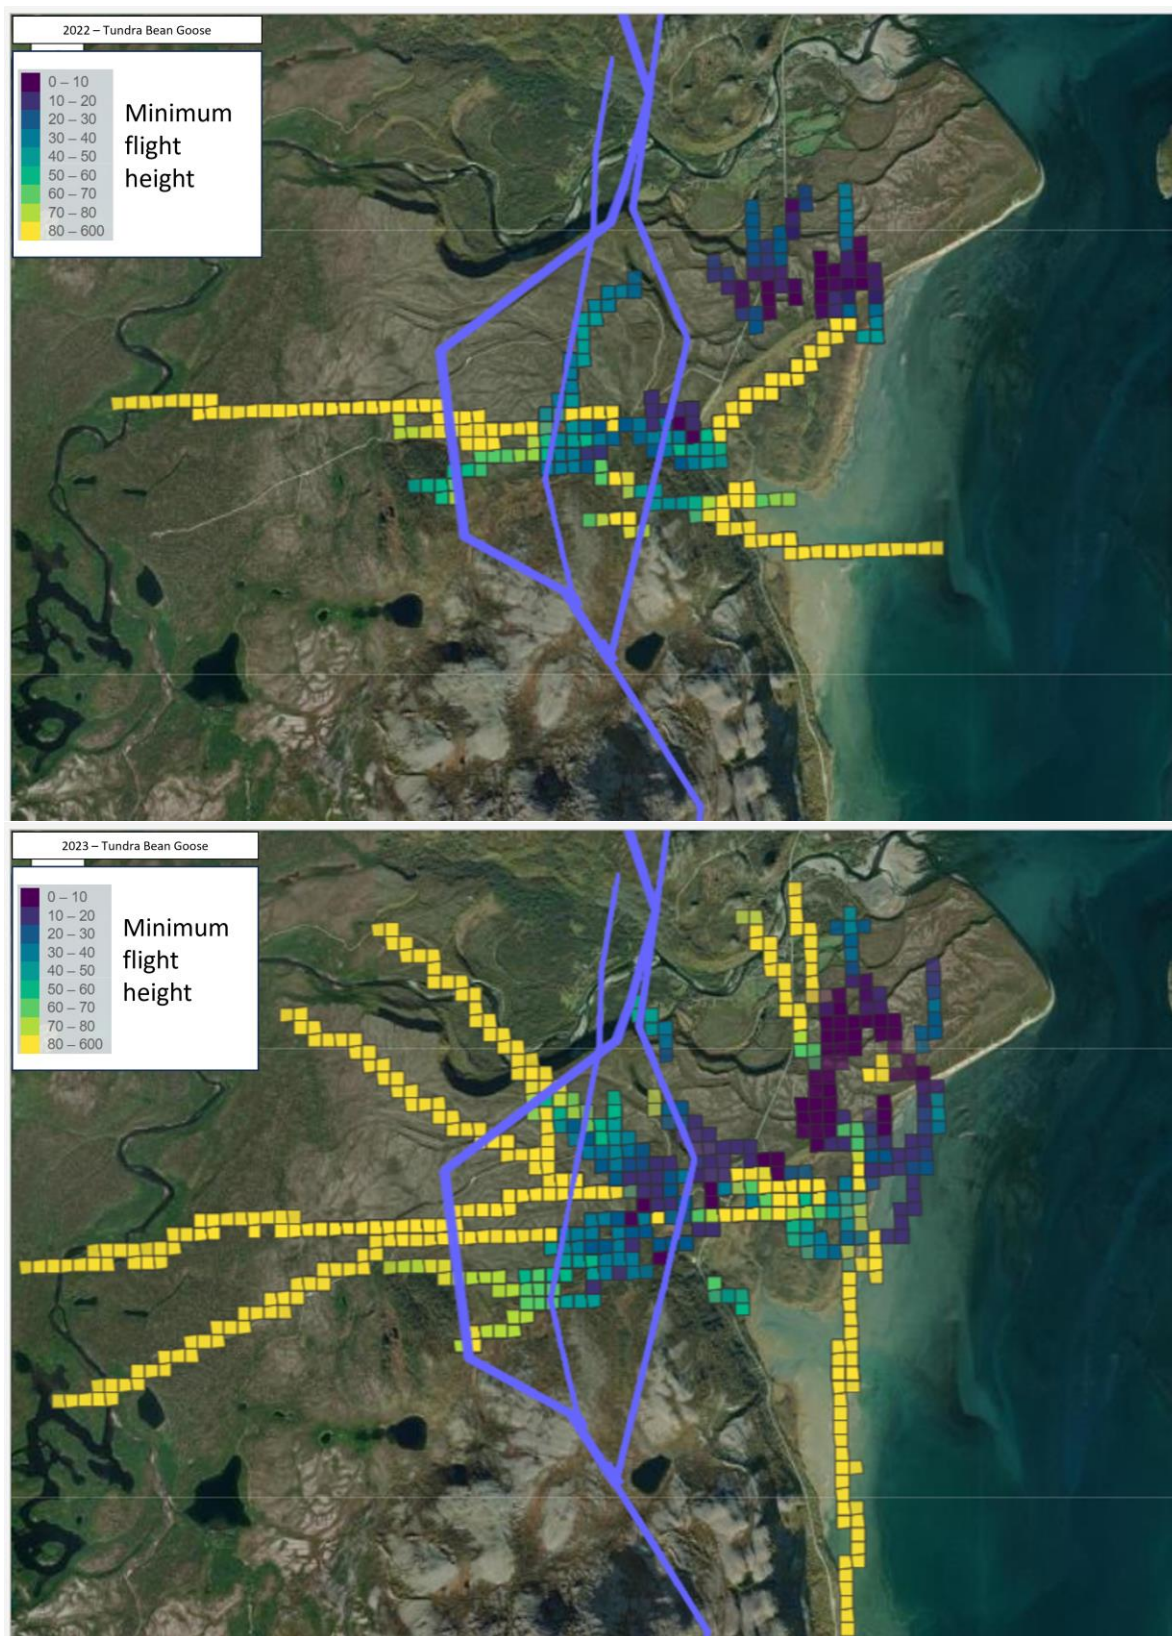 2022 – Tundra Bean Goose
0 – 10
10 – 20
20 – 30
30 – 40
40 – 50
50 – 60
60 – 70
70 – 80
80 – 600
Minimum
flight
height
2023 – Tundra Bean Goose
0 – 10
10 – 20
20 – 30
30 – 40
40 – 50
50 – 60
60 – 70
70 – 80
80 – 600
Minimum
flight
height